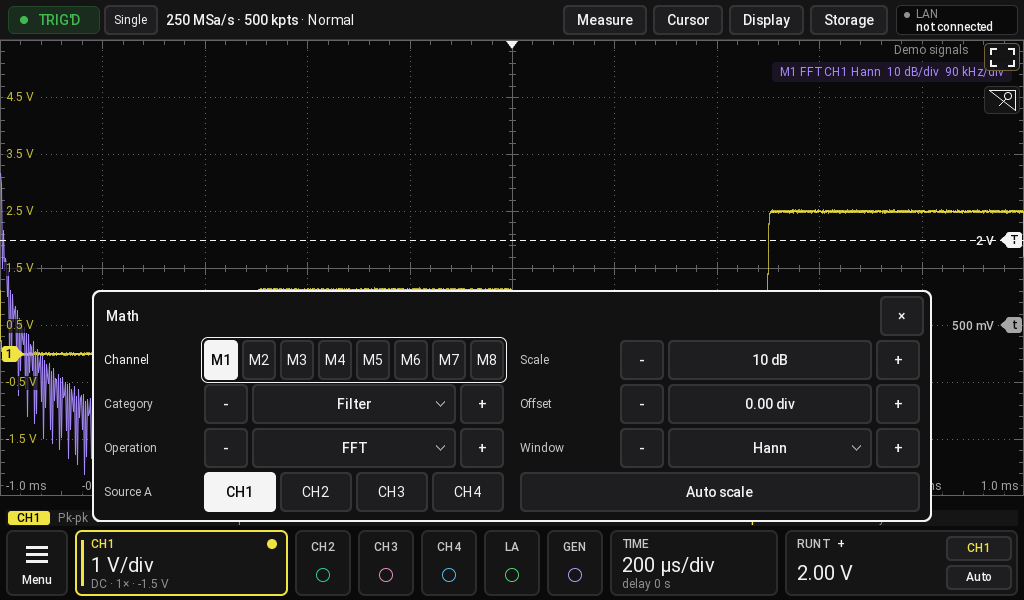 TRIG'D Single 250 MSa/s · 500 kpts · Normal Measure Cursor Display Storage LAN
not connected
Demo signals
M1 FFT CH1 Hann 10 dB/div 90 kHz/div
4.5 V
3.5 V
2.5 V
2 V T
1.5 V
0.5 V 500 mV t
1
-0.5 V
-1.5 V
-1.0 ms 1.0 ms
Math ×
Channel M1 M2 M3 M4 M5 M6 M7 M8 Scale - 10 dB +
Category - Filter + Offset - 0.00 div +
Operation - FFT + Window - Hann +
Source A CH1 CH2 CH3 CH4 Auto scale
CH1 Pk-pk
Menu
CH1
1 V/div
DC · 1× · -1.5 V
CH2 CH3 CH4 LA GEN
TIME
200 µs/div
delay 0 s
RUNT +
2.00 V
CH1
Auto